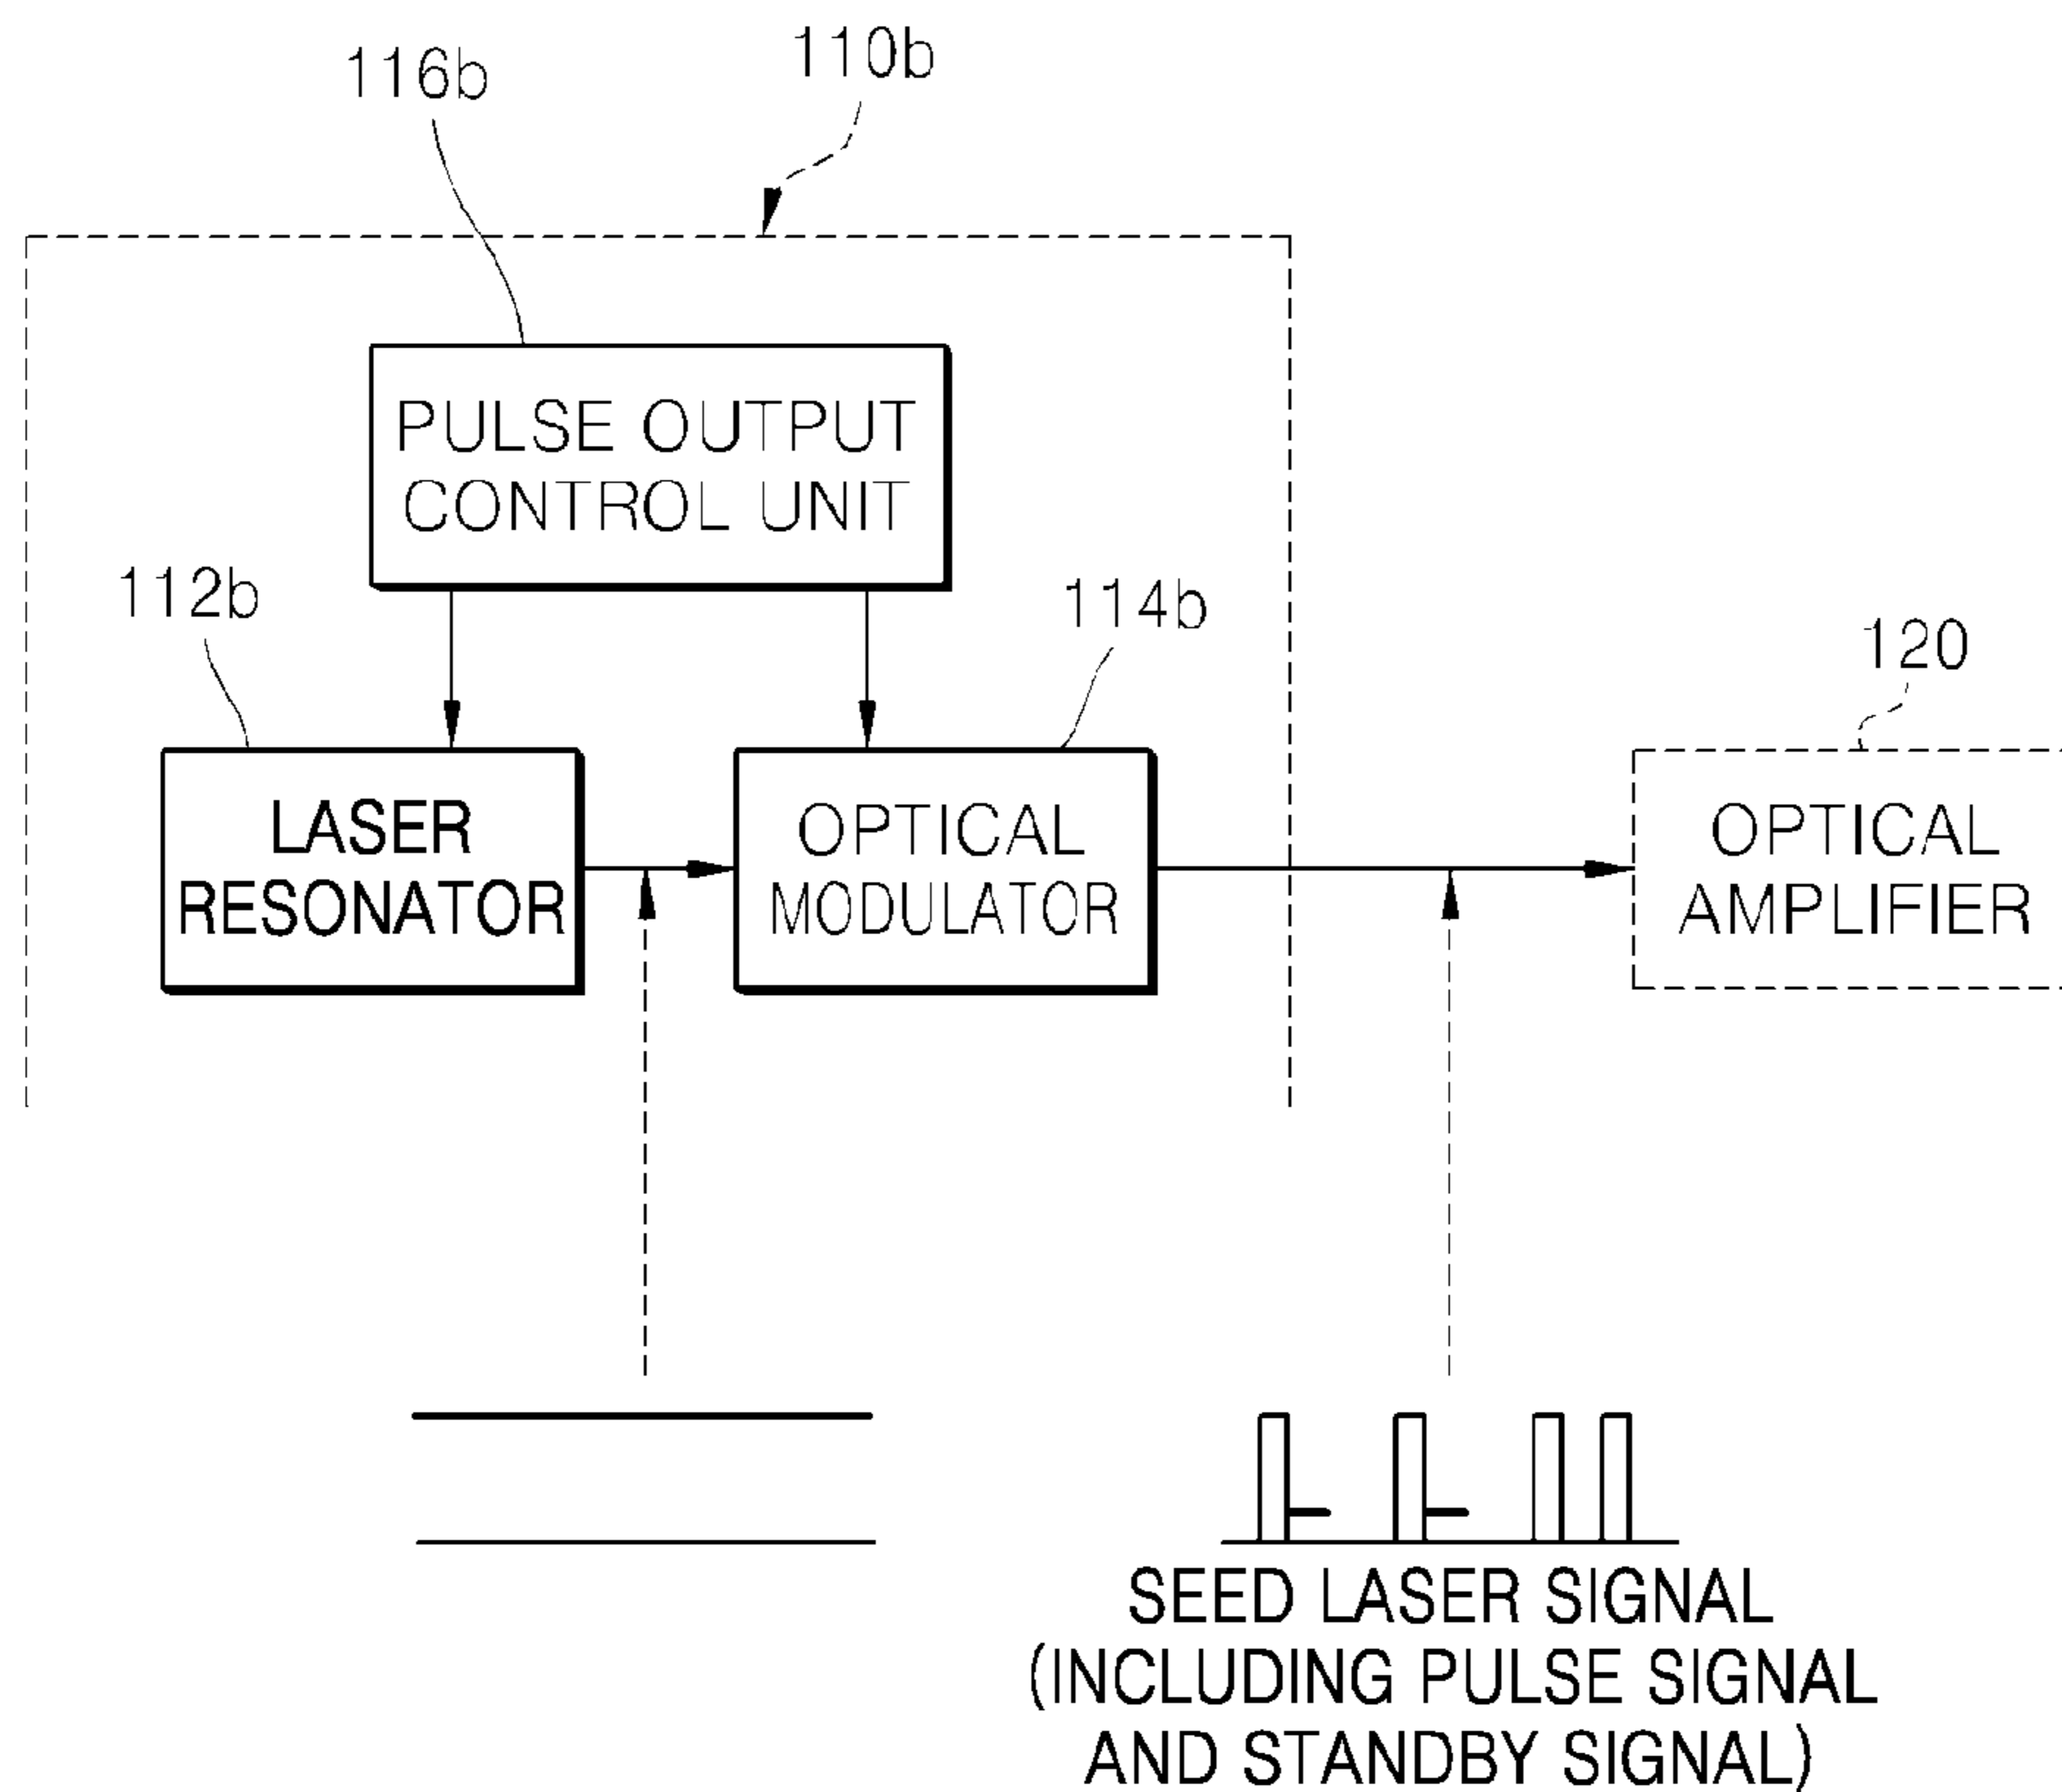 116b
110b
PULSE OUTPUT
CONTROL UNIT
112b
114b
120
LASER
RESONATOR
OPTICAL
MODULATOR
OPTICAL
AMPLIFIER
SEED LASER SIGNAL
(INCLUDING PULSE SIGNAL
AND STANDBY SIGNAL)